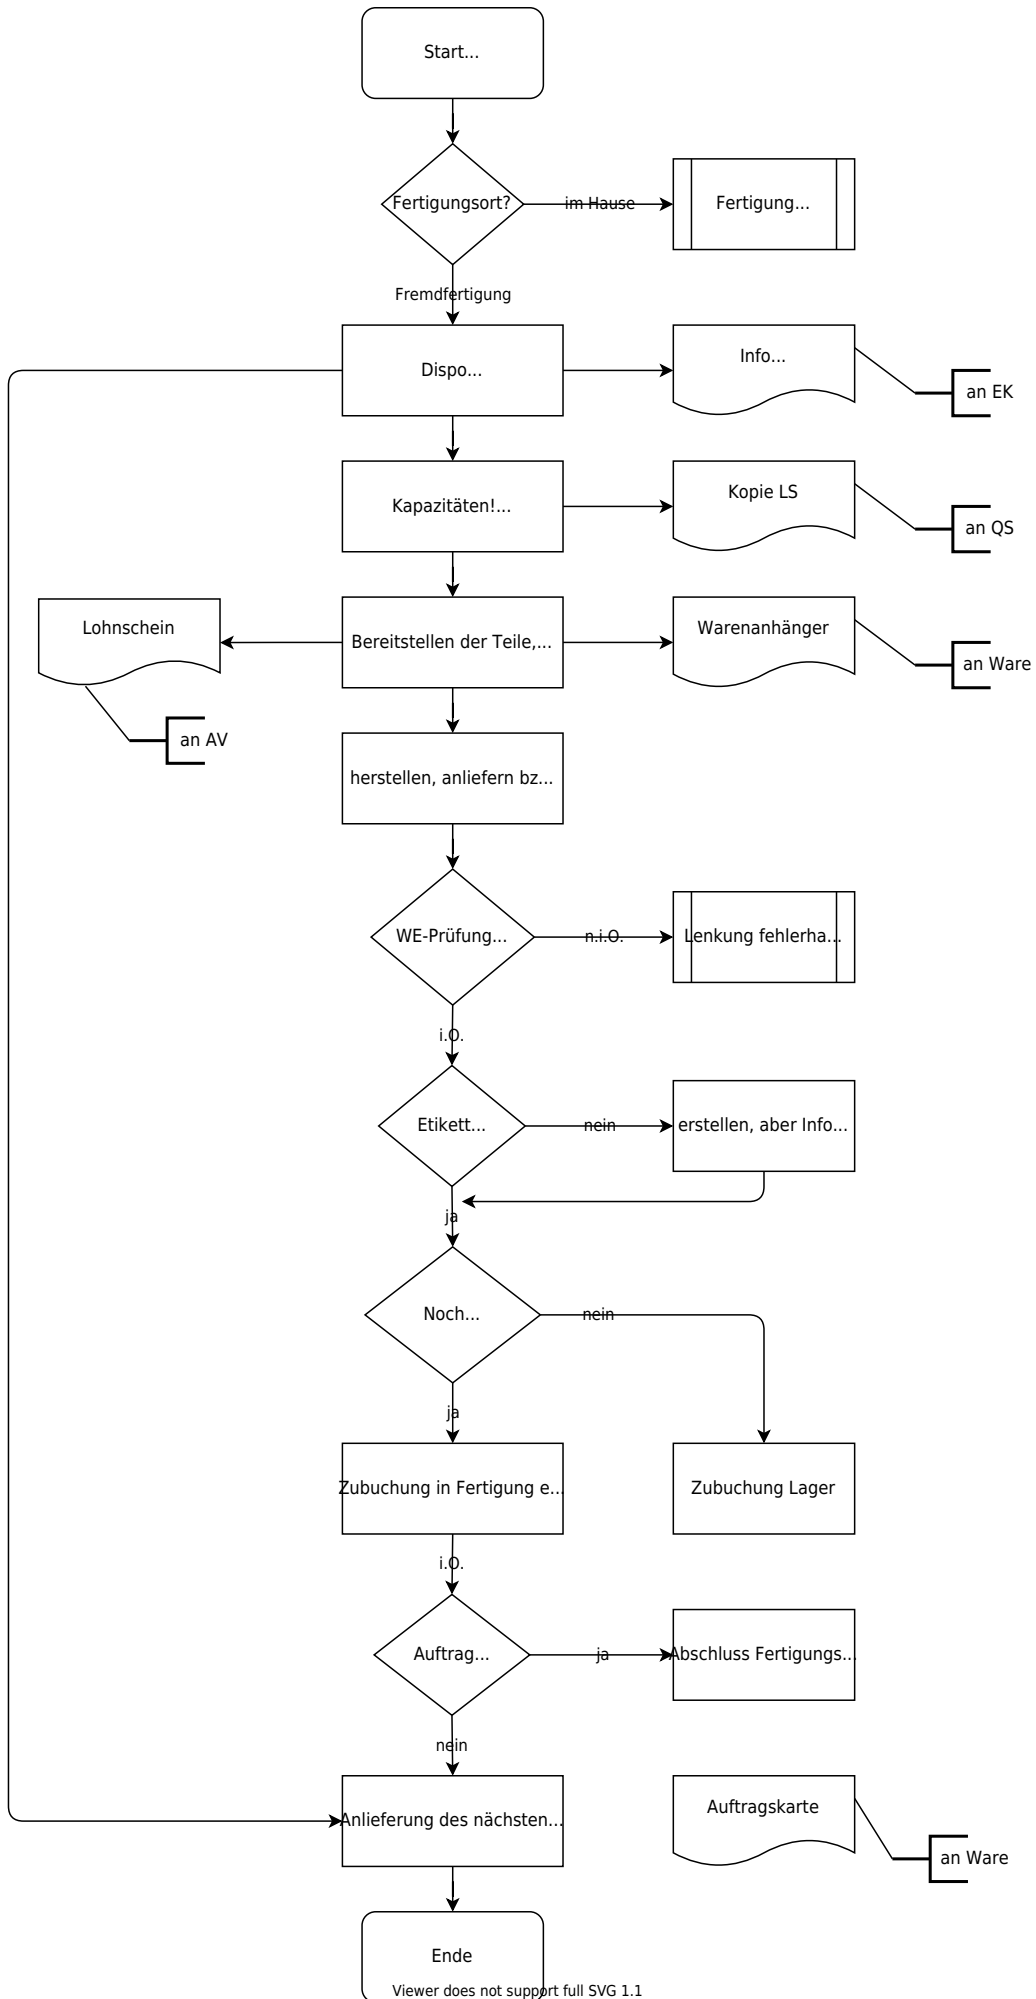 Start...
Fertigungsort?
im Hause
Fertigung...
Fremdfertigung
Dispo...
Info...
an EK
Kapazitäten!...
Kopie LS
an QS
Lohnschein
Bereitstellen der Teile,...
Warenanhänger
an Ware
an AV
herstellen, anliefern bz...
WE-Prüfung...
n.i.O.
Lenkung fehlerha...
i.O.
Etikett...
nein
erstellen, aber Info...
ja
Noch...
nein
ja
Zubuchung in Fertigung e...
Zubuchung Lager
i.O.
Auftrag...
ja
Abschluss Fertigungs...
nein
Anlieferung des nächsten...
Auftragskarte
an Ware
Ende
Viewer does not support full SVG 1.1